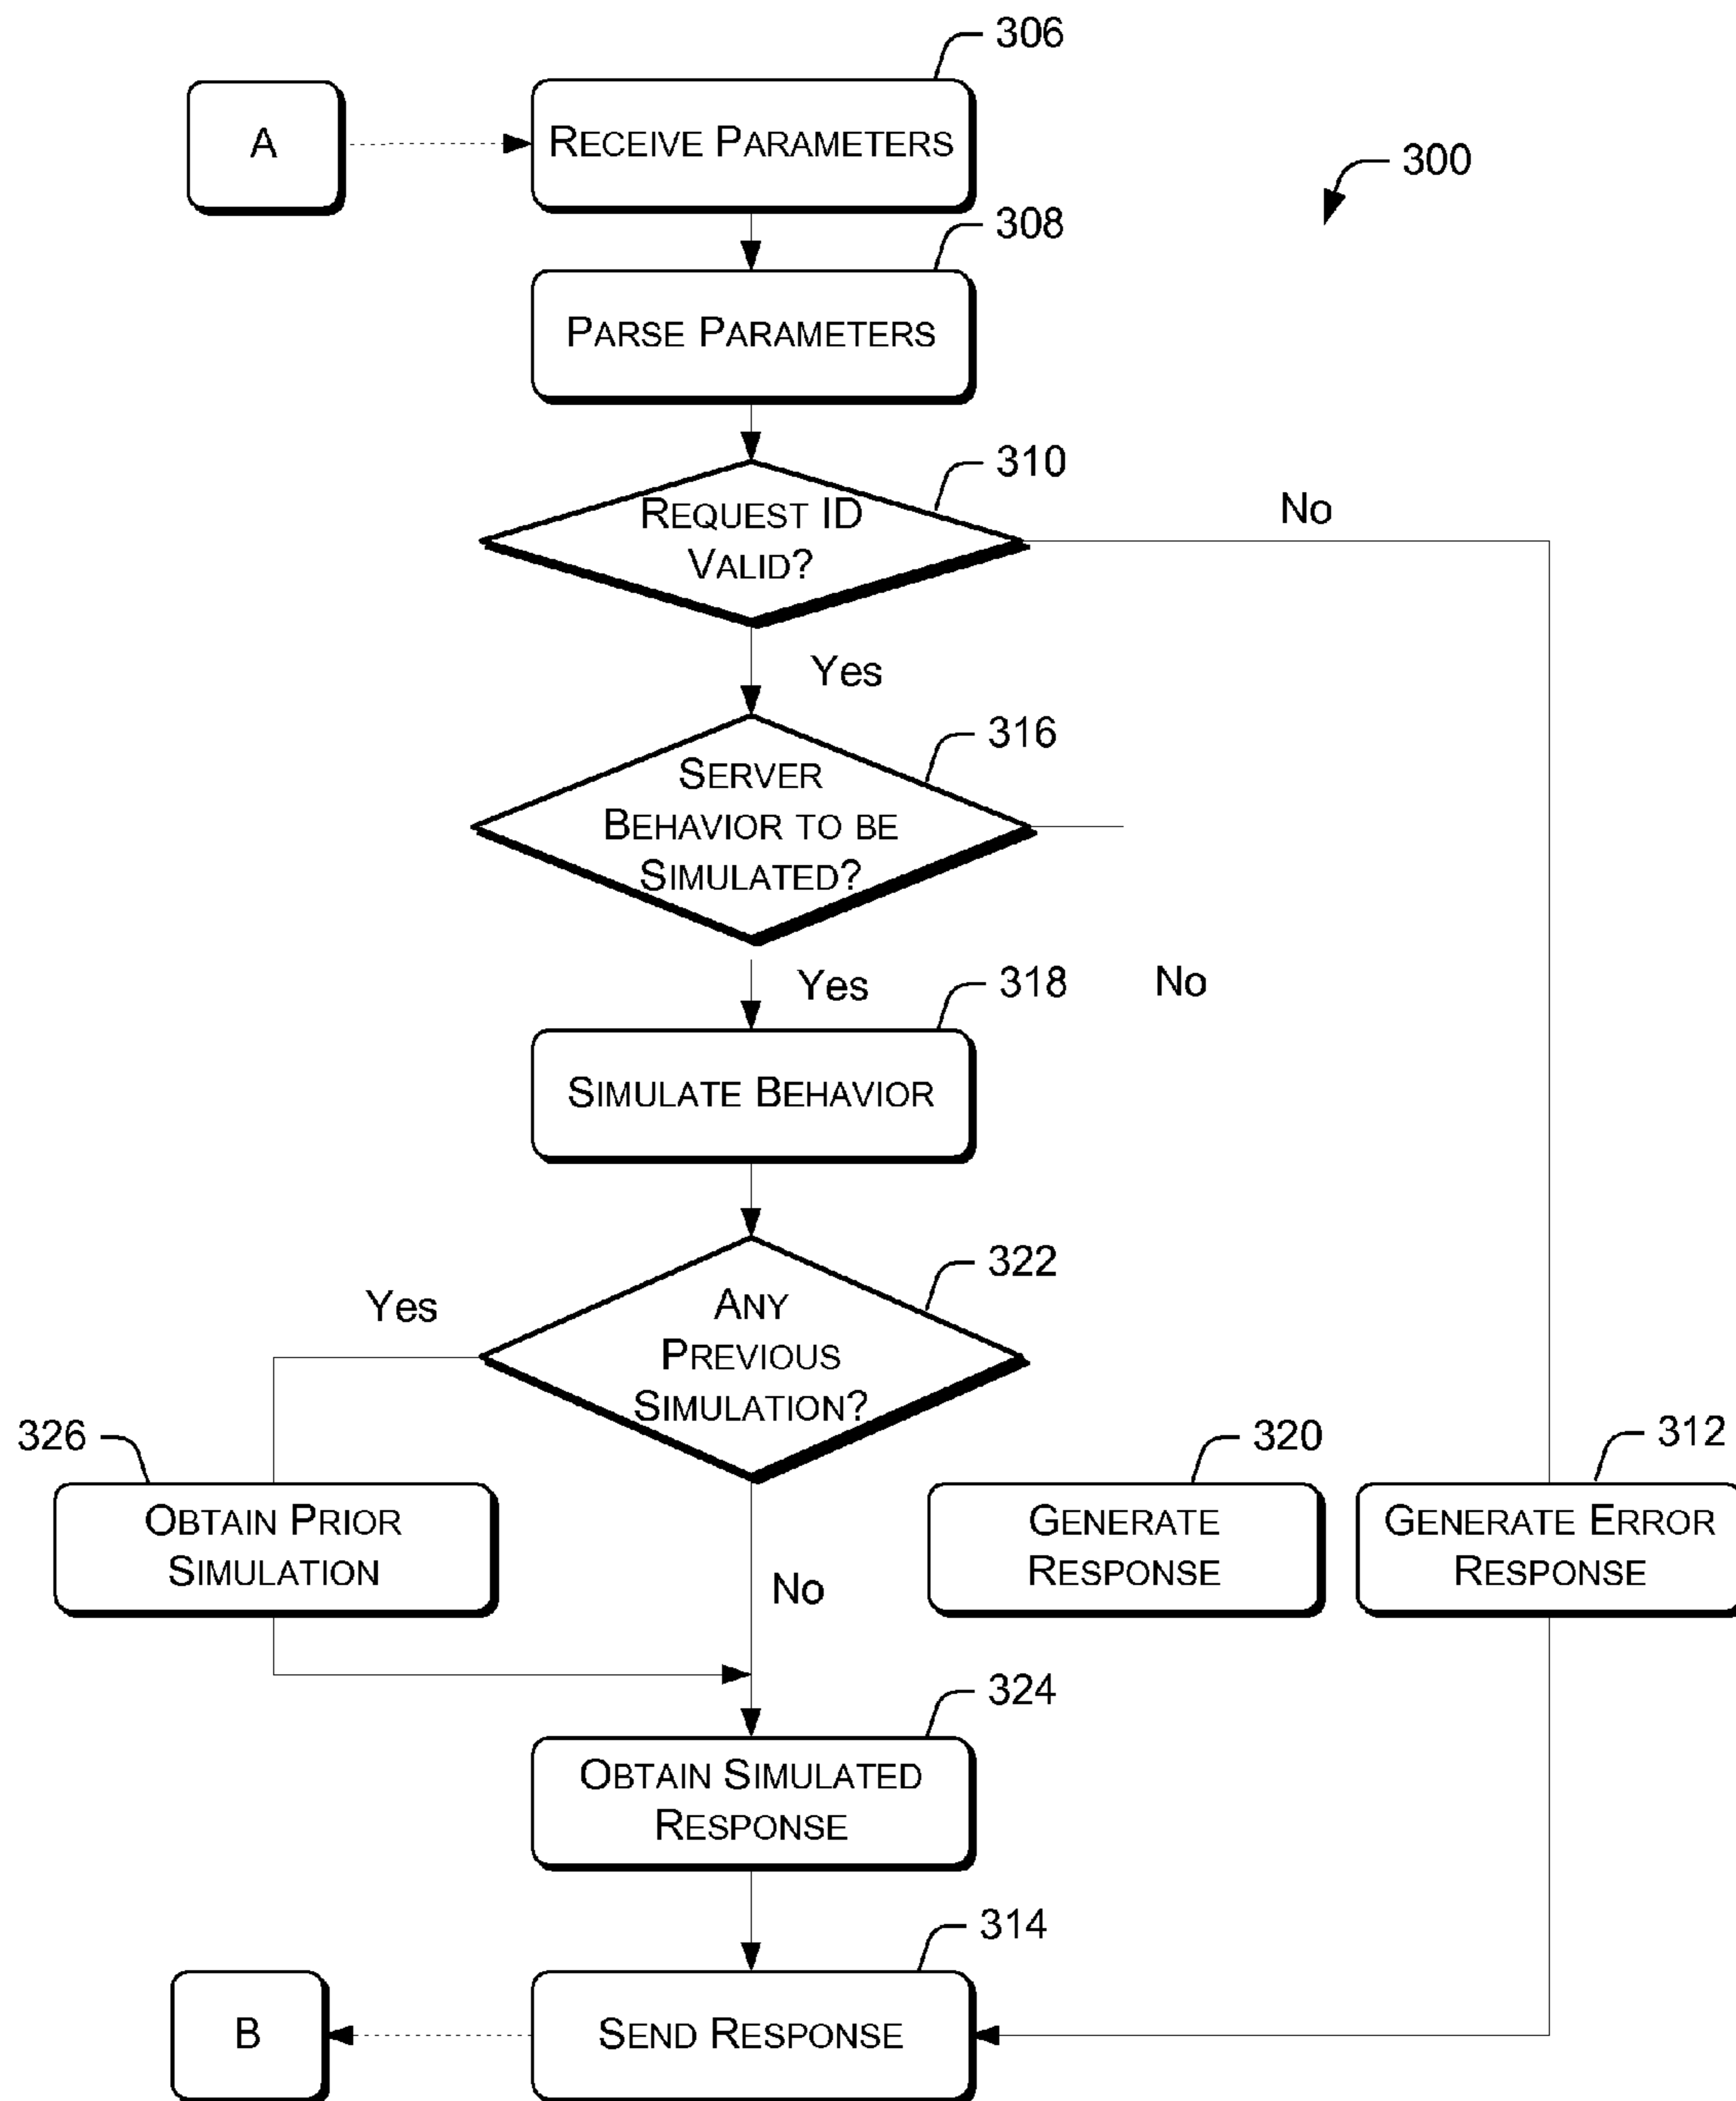 306
A
RECEIVE PARAMETERS
300
308
PARSE PARAMETERS
310
REQUEST ID
VALID?
No
Yes
316
SERVER
BEHAVIOR TO BE
SIMULATED?
Yes
318
No
SIMULATE BEHAVIOR
322
Yes
ANY
PREVIOUS
SIMULATION?
326
320
312
OBTAIN PRIOR
SIMULATION
GENERATE
RESPONSE
GENERATE ERROR
RESPONSE
No
324
OBTAIN SIMULATED
RESPONSE
314
B
SEND RESPONSE